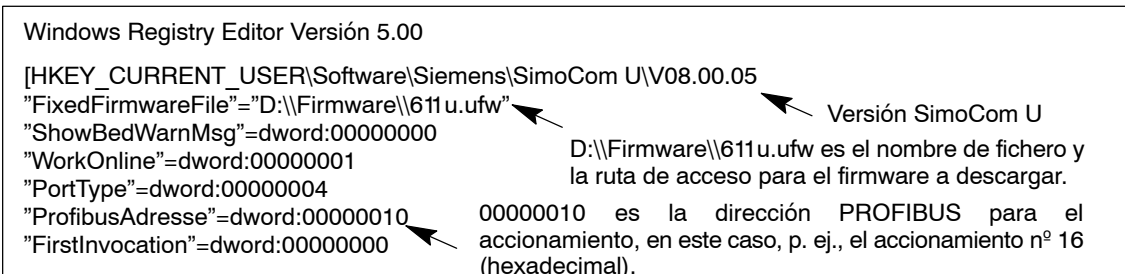 Windows Registry Editor Versión 5.00
[HKEY_CURRENT_USER\Software\Siemens\SimoCom U\V08.00.05
”FixedFirmwareFile”=”D:\\Firmware\\611u.ufw”
Versión SimoCom U
”ShowBedWarnMsg”=dword:00000000
D:\\Firmware\\611u.ufw es el nombre de fichero y
”WorkOnline”=dword:00000001
la ruta de acceso para el firmware a descargar.
”PortType”=dword:00000004
”ProfibusAdresse”=dword:00000010
00000010 es la dirección PROFIBUS para el
”FirstInvocation”=dword:00000000
accionamiento, en este caso, p. ej., el accionamiento nº 16
(hexadecimal).